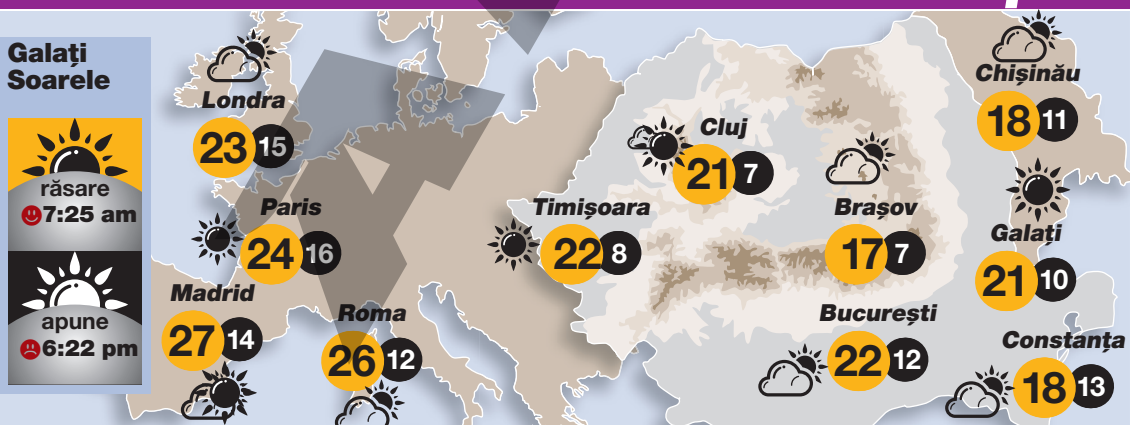 Galați
Soarele
răsare
7:25 am
apune
6:22 pm
Londra
23 15
Paris
24 16
Madrid
27 14
Roma
26 12
Timișoara
22 8
Cluj
21 7
Brașov
17 7
București
22 12
Chișinău
18 11
Galați
21 10
Constanța
18 13